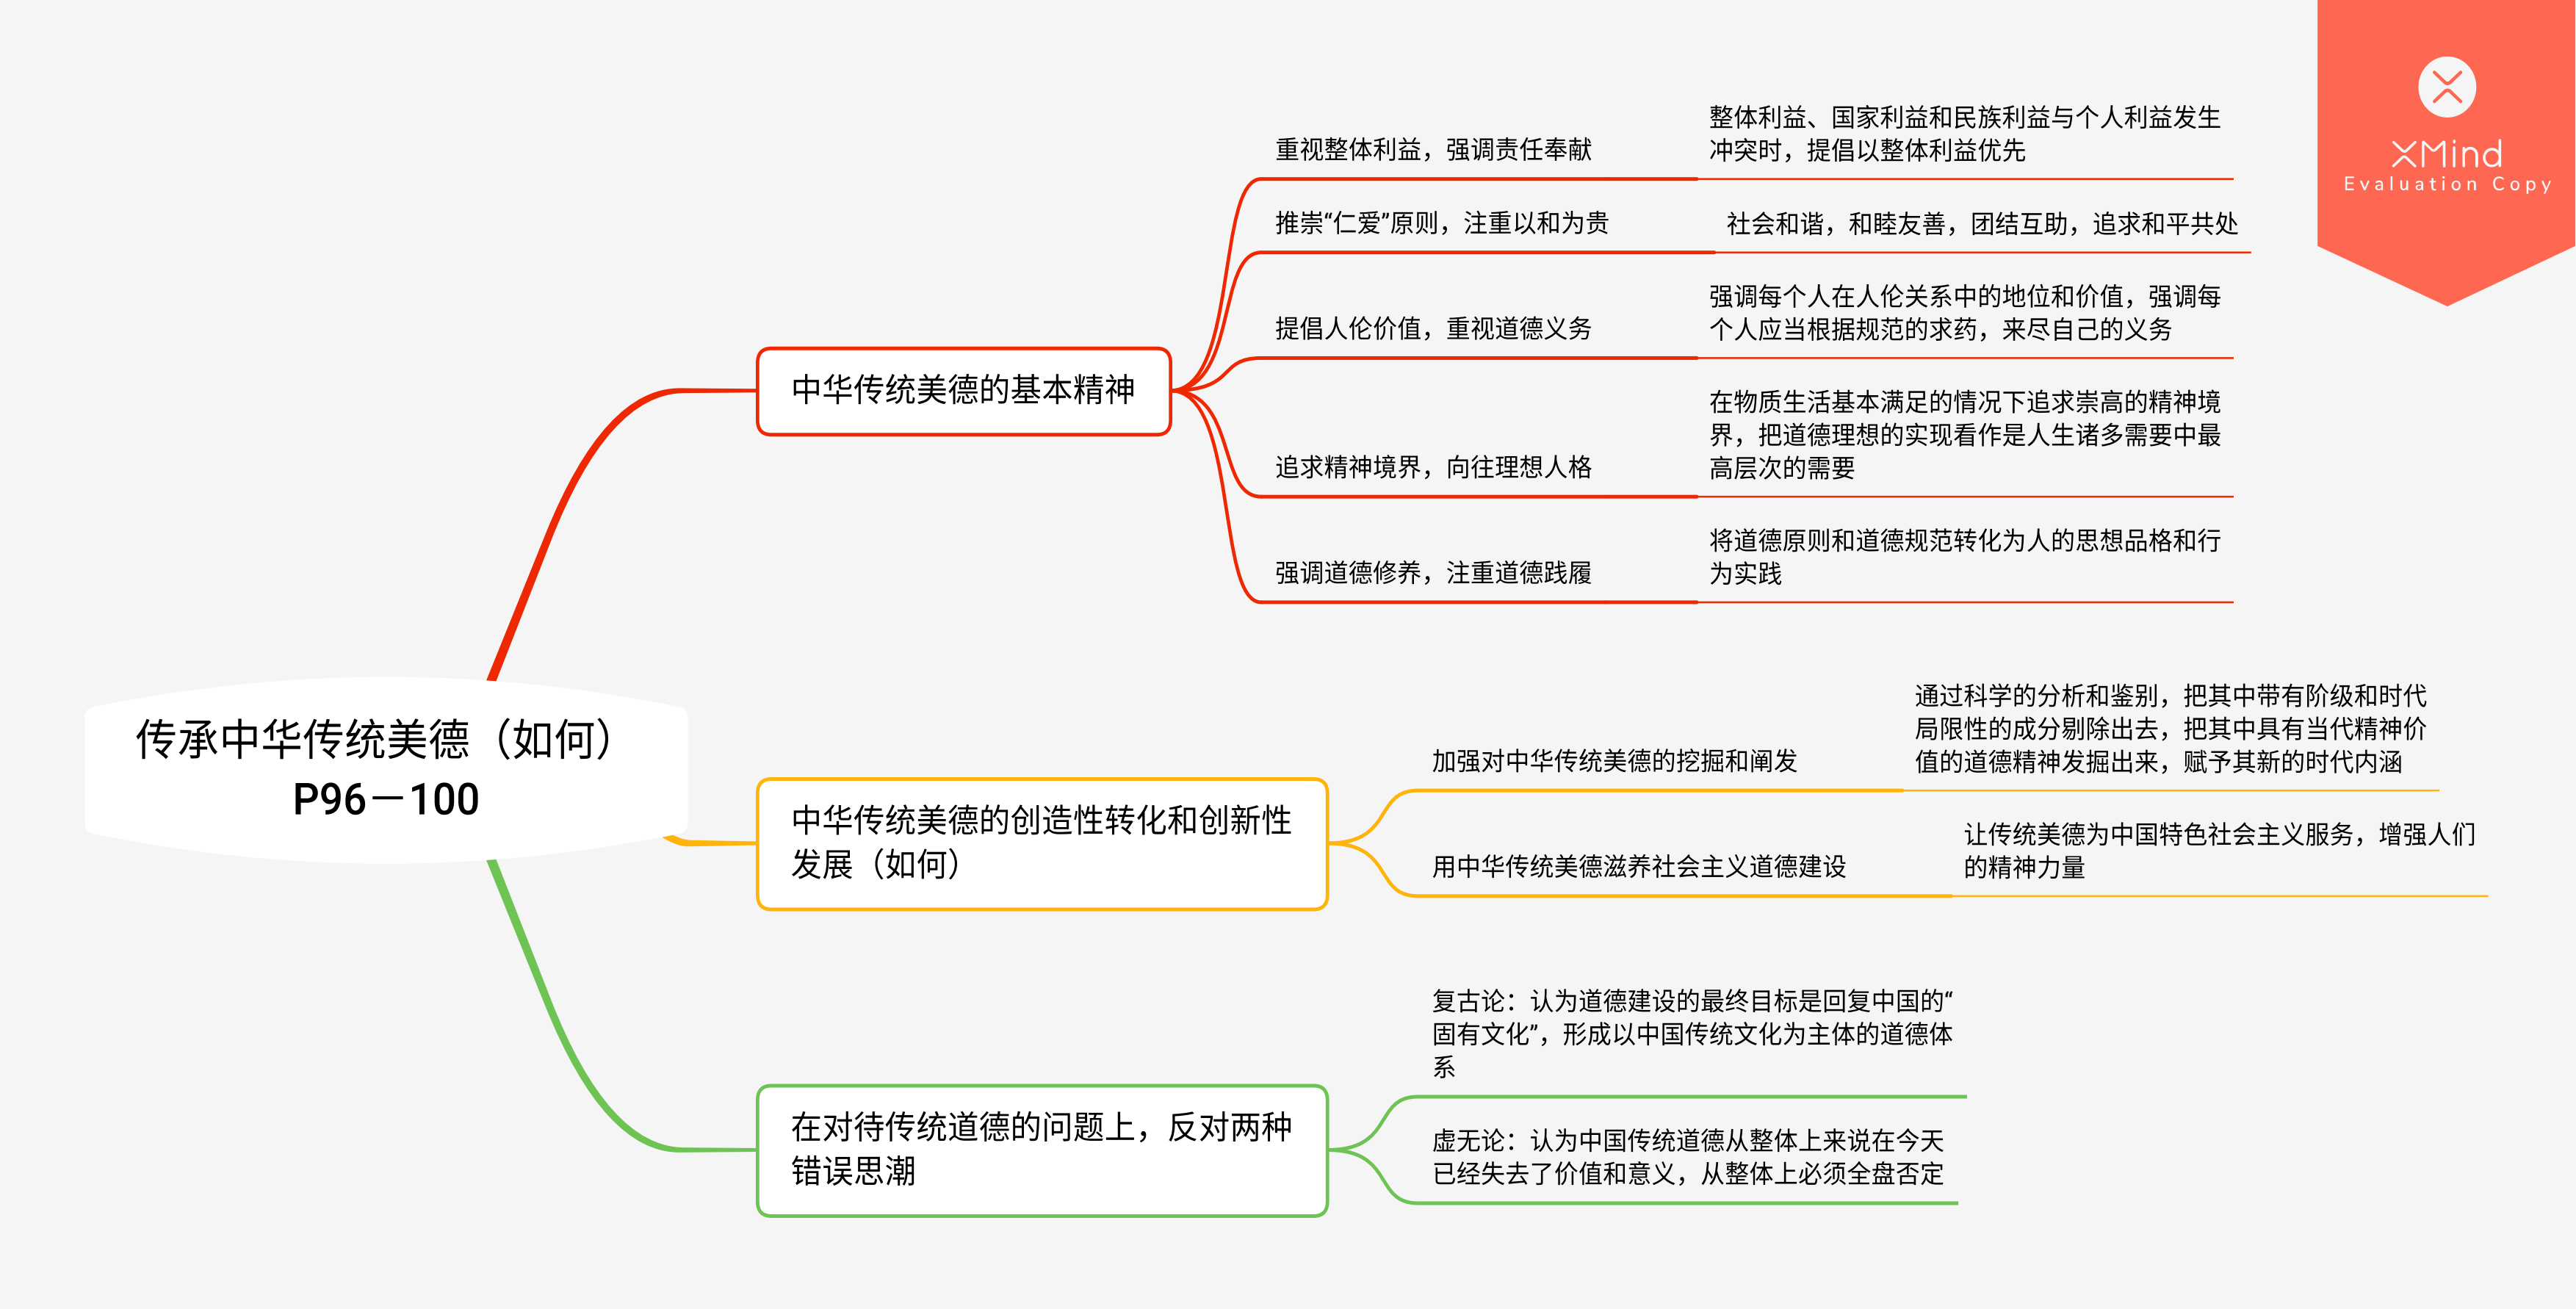 传承中华传统美德（如何）
P96－100
中华传统美德的基本精神
重视整体利益，强调责任奉献
整体利益、国家利益和民族利益与个人利益发生
冲突时，提倡以整体利益优先
推崇“仁爱”原则，注重以和为贵
社会和谐，和睦友善，团结互助，追求和平共处
提倡人伦价值，重视道德义务
强调每个人在人伦关系中的地位和价值，强调每
个人应当根据规范的求药，来尽自己的义务
追求精神境界，向往理想人格
在物质生活基本满足的情况下追求崇高的精神境
界，把道德理想的实现看作是人生诸多需要中最
高层次的需要
强调道德修养，注重道德践履
将道德原则和道德规范转化为人的思想品格和行
为实践
中华传统美德的创造性转化和创新性
发展（如何）
加强对中华传统美德的挖掘和阐发
通过科学的分析和鉴别，把其中带有阶级和时代
局限性的成分剔除出去，把其中具有当代精神价
值的道德精神发掘出来，赋予其新的时代内涵
用中华传统美德滋养社会主义道德建设
让传统美德为中国特色社会主义服务，增强人们
的精神力量
在对待传统道德的问题上，反对两种
错误思潮
复古论：认为道德建设的最终目标是回复中国的“
固有文化”，形成以中国传统文化为主体的道德体
系
虚无论：认为中国传统道德从整体上来说在今天
已经失去了价值和意义，从整体上必须全盘否定
XMind
Evaluation Copy